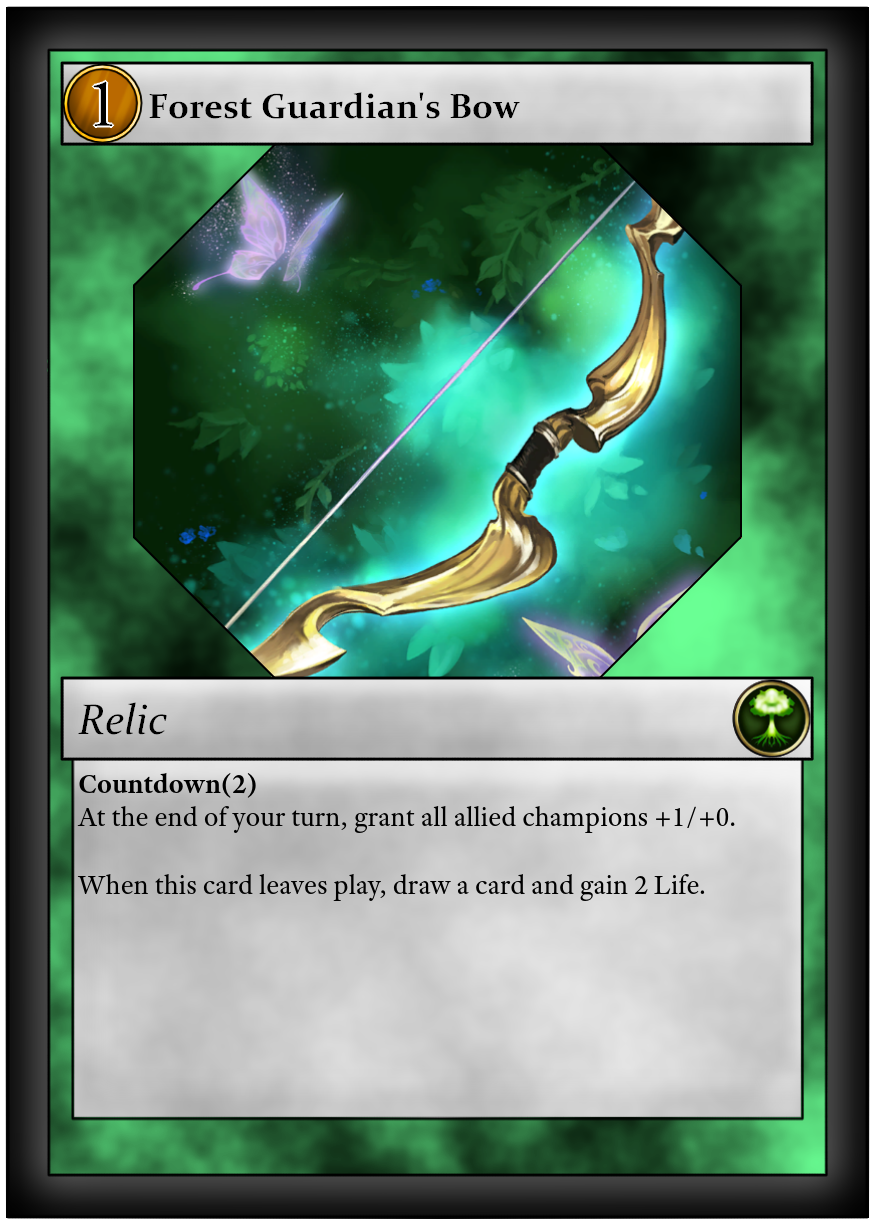 1 Forest Guardian's Bow
Relic
Countdown(2)
At the end of your turn, grant all allied champions +1/+0.
When this card leaves play, draw a card and gain 2 Life.